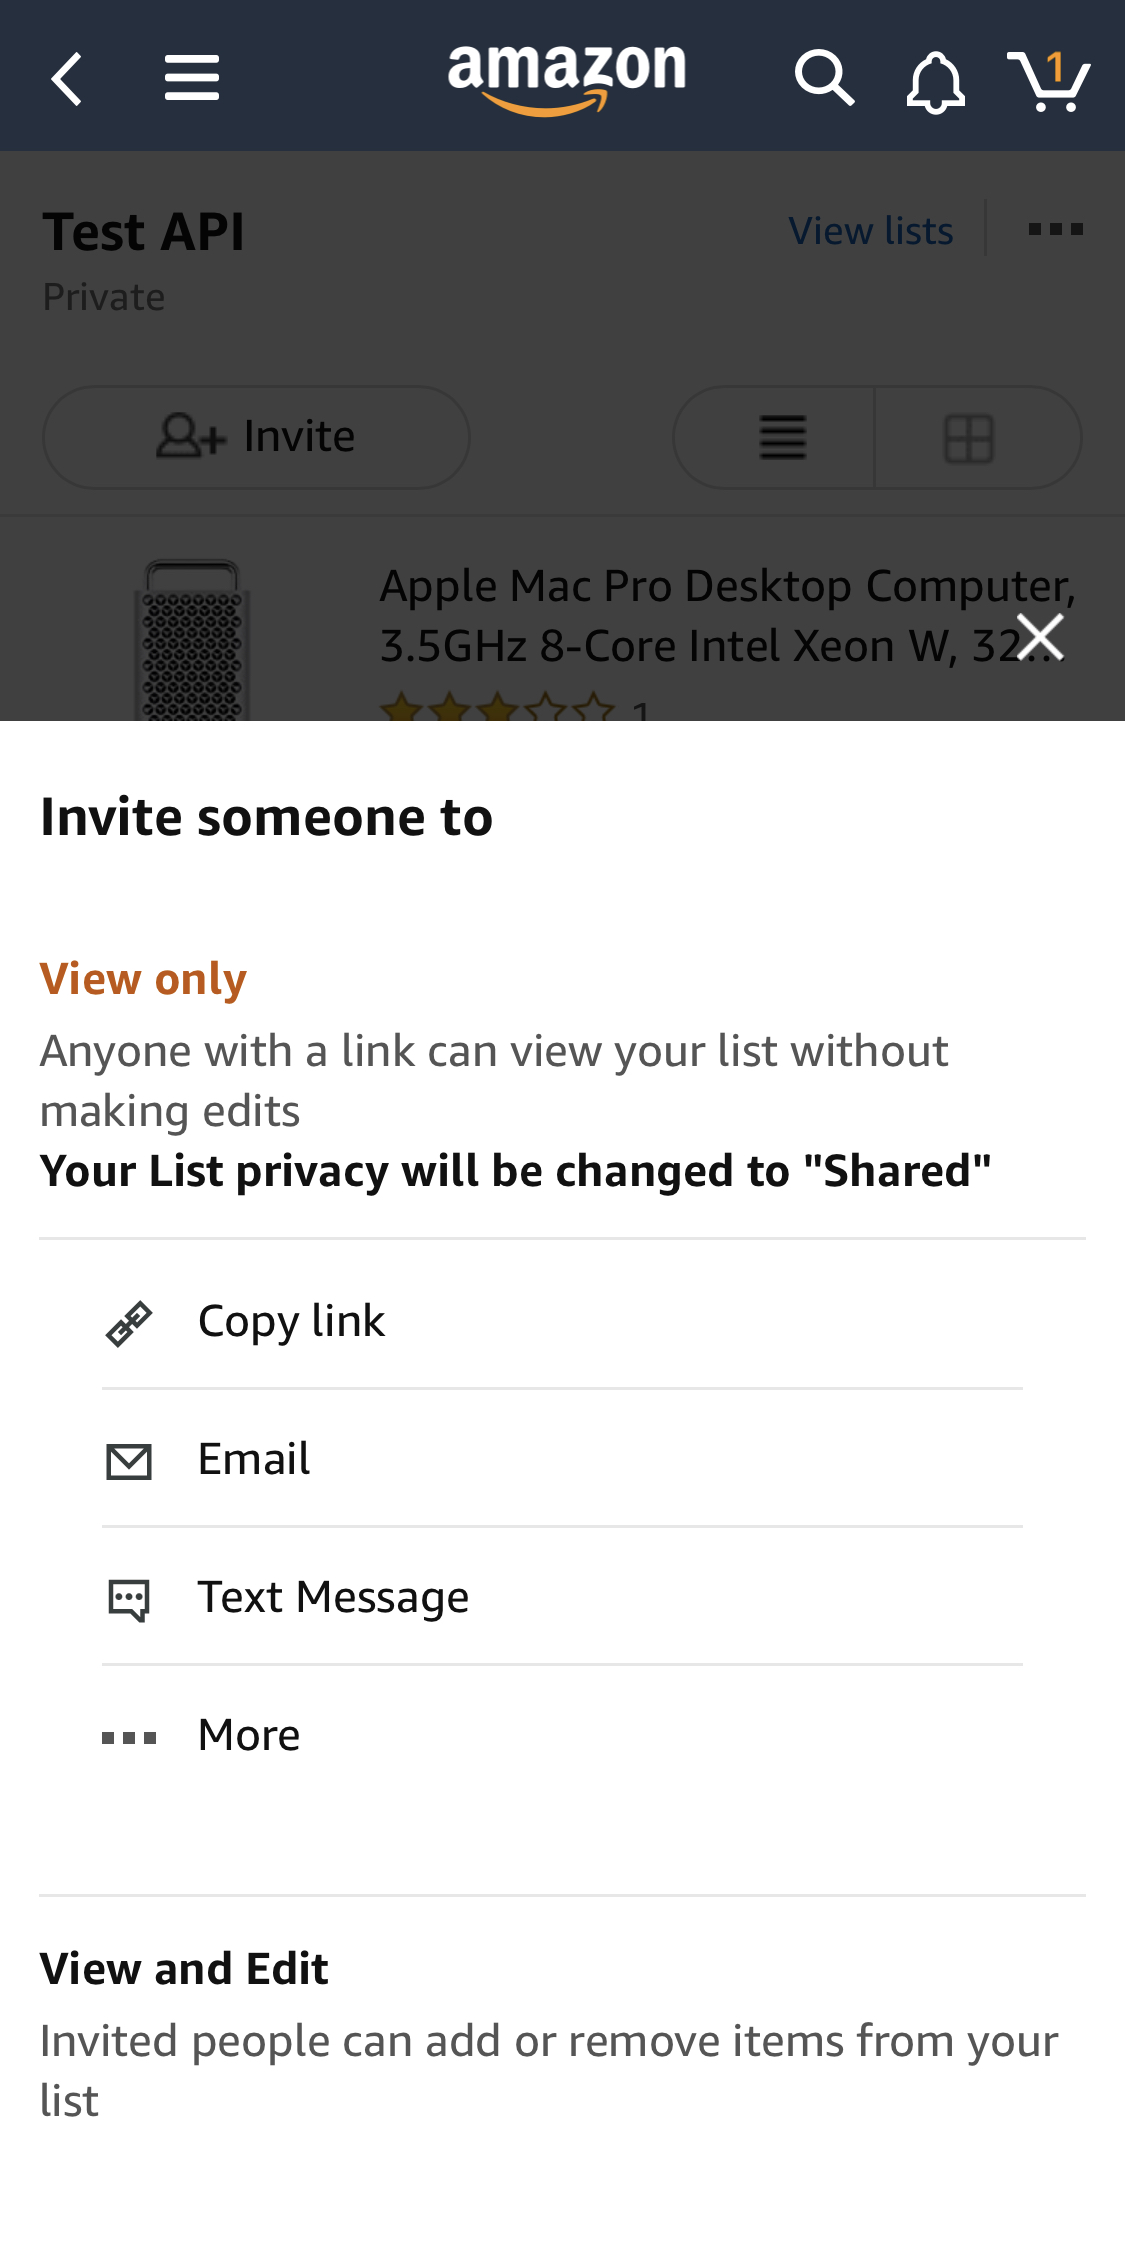 amazon
1
Test API
View lists
Private
Invite
Apple Mac Pro Desktop Computer,
3.5GHz 8-Core Intel Xeon W, 32...
1
Invite someone to
View only
Anyone with a link can view your list without
making edits
Your List privacy will be changed to "Shared"
Copy link
Email
Text Message
More
View and Edit
Invited people can add or remove items from your
list